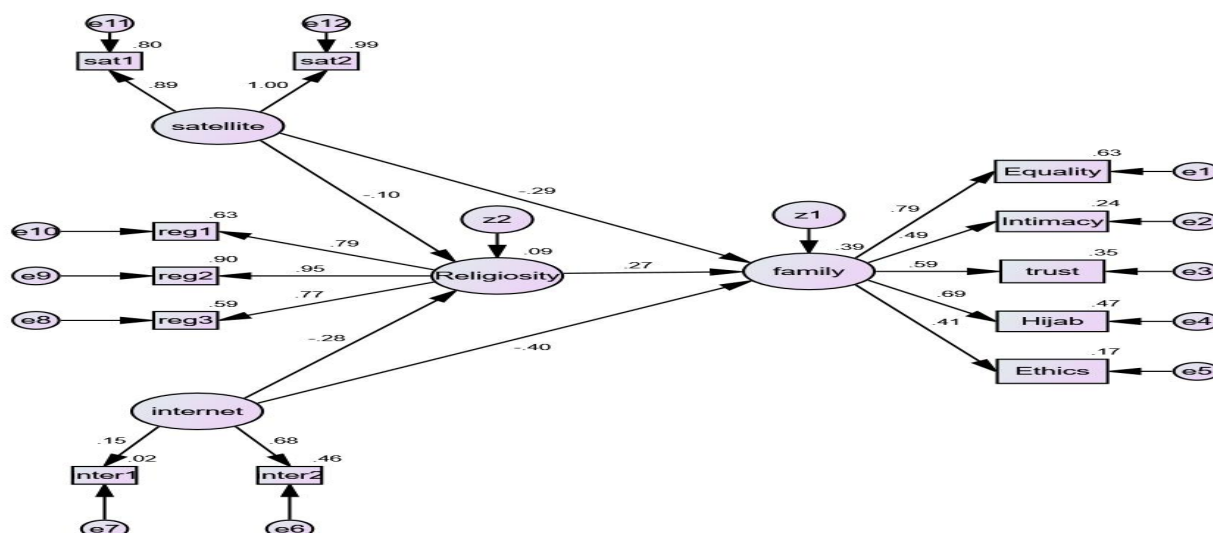 e11
e12
.80
.99
sat1
sat2
.89
1.00
satellite
-.10
-.29
.63
e10
reg1
.79
z2
z1
.90
e9
reg2
.95
.09
Religiosity
.27
.39
family
.59
e8
reg3
.77
-.28
-.40
internet
.15
.68
.02
.46
nter1
nter2
e7
e6
.63
.79
Equality
e1
.24
.49
Intimacy
e2
.35
.59
trust
e3
.47
.69
Hijab
e4
.17
.41
Ethics
e5